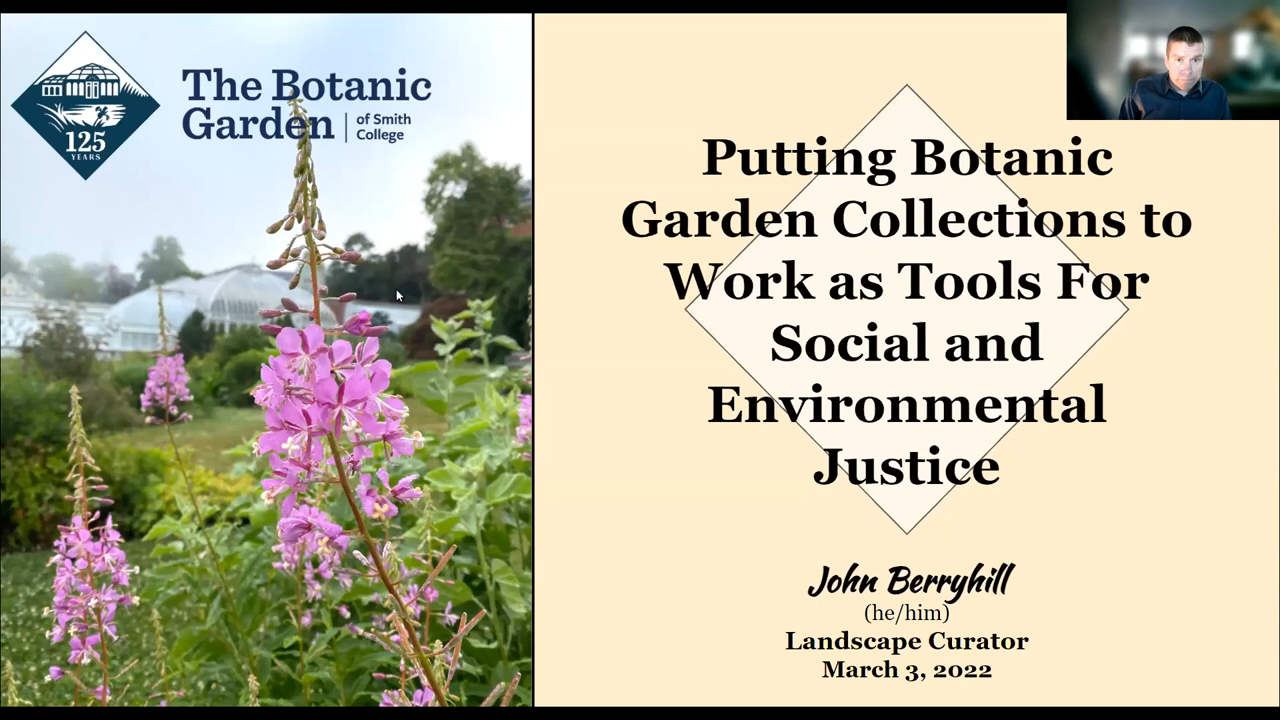 125
YEARS
The Botanic
Garden
of Smith
College
Putting Botanic
Garden Collections to
Work as Tools For
Social and
Environmental
Justice
John Berryhill
(he/him)
Landscape Curator
March 3, 2022